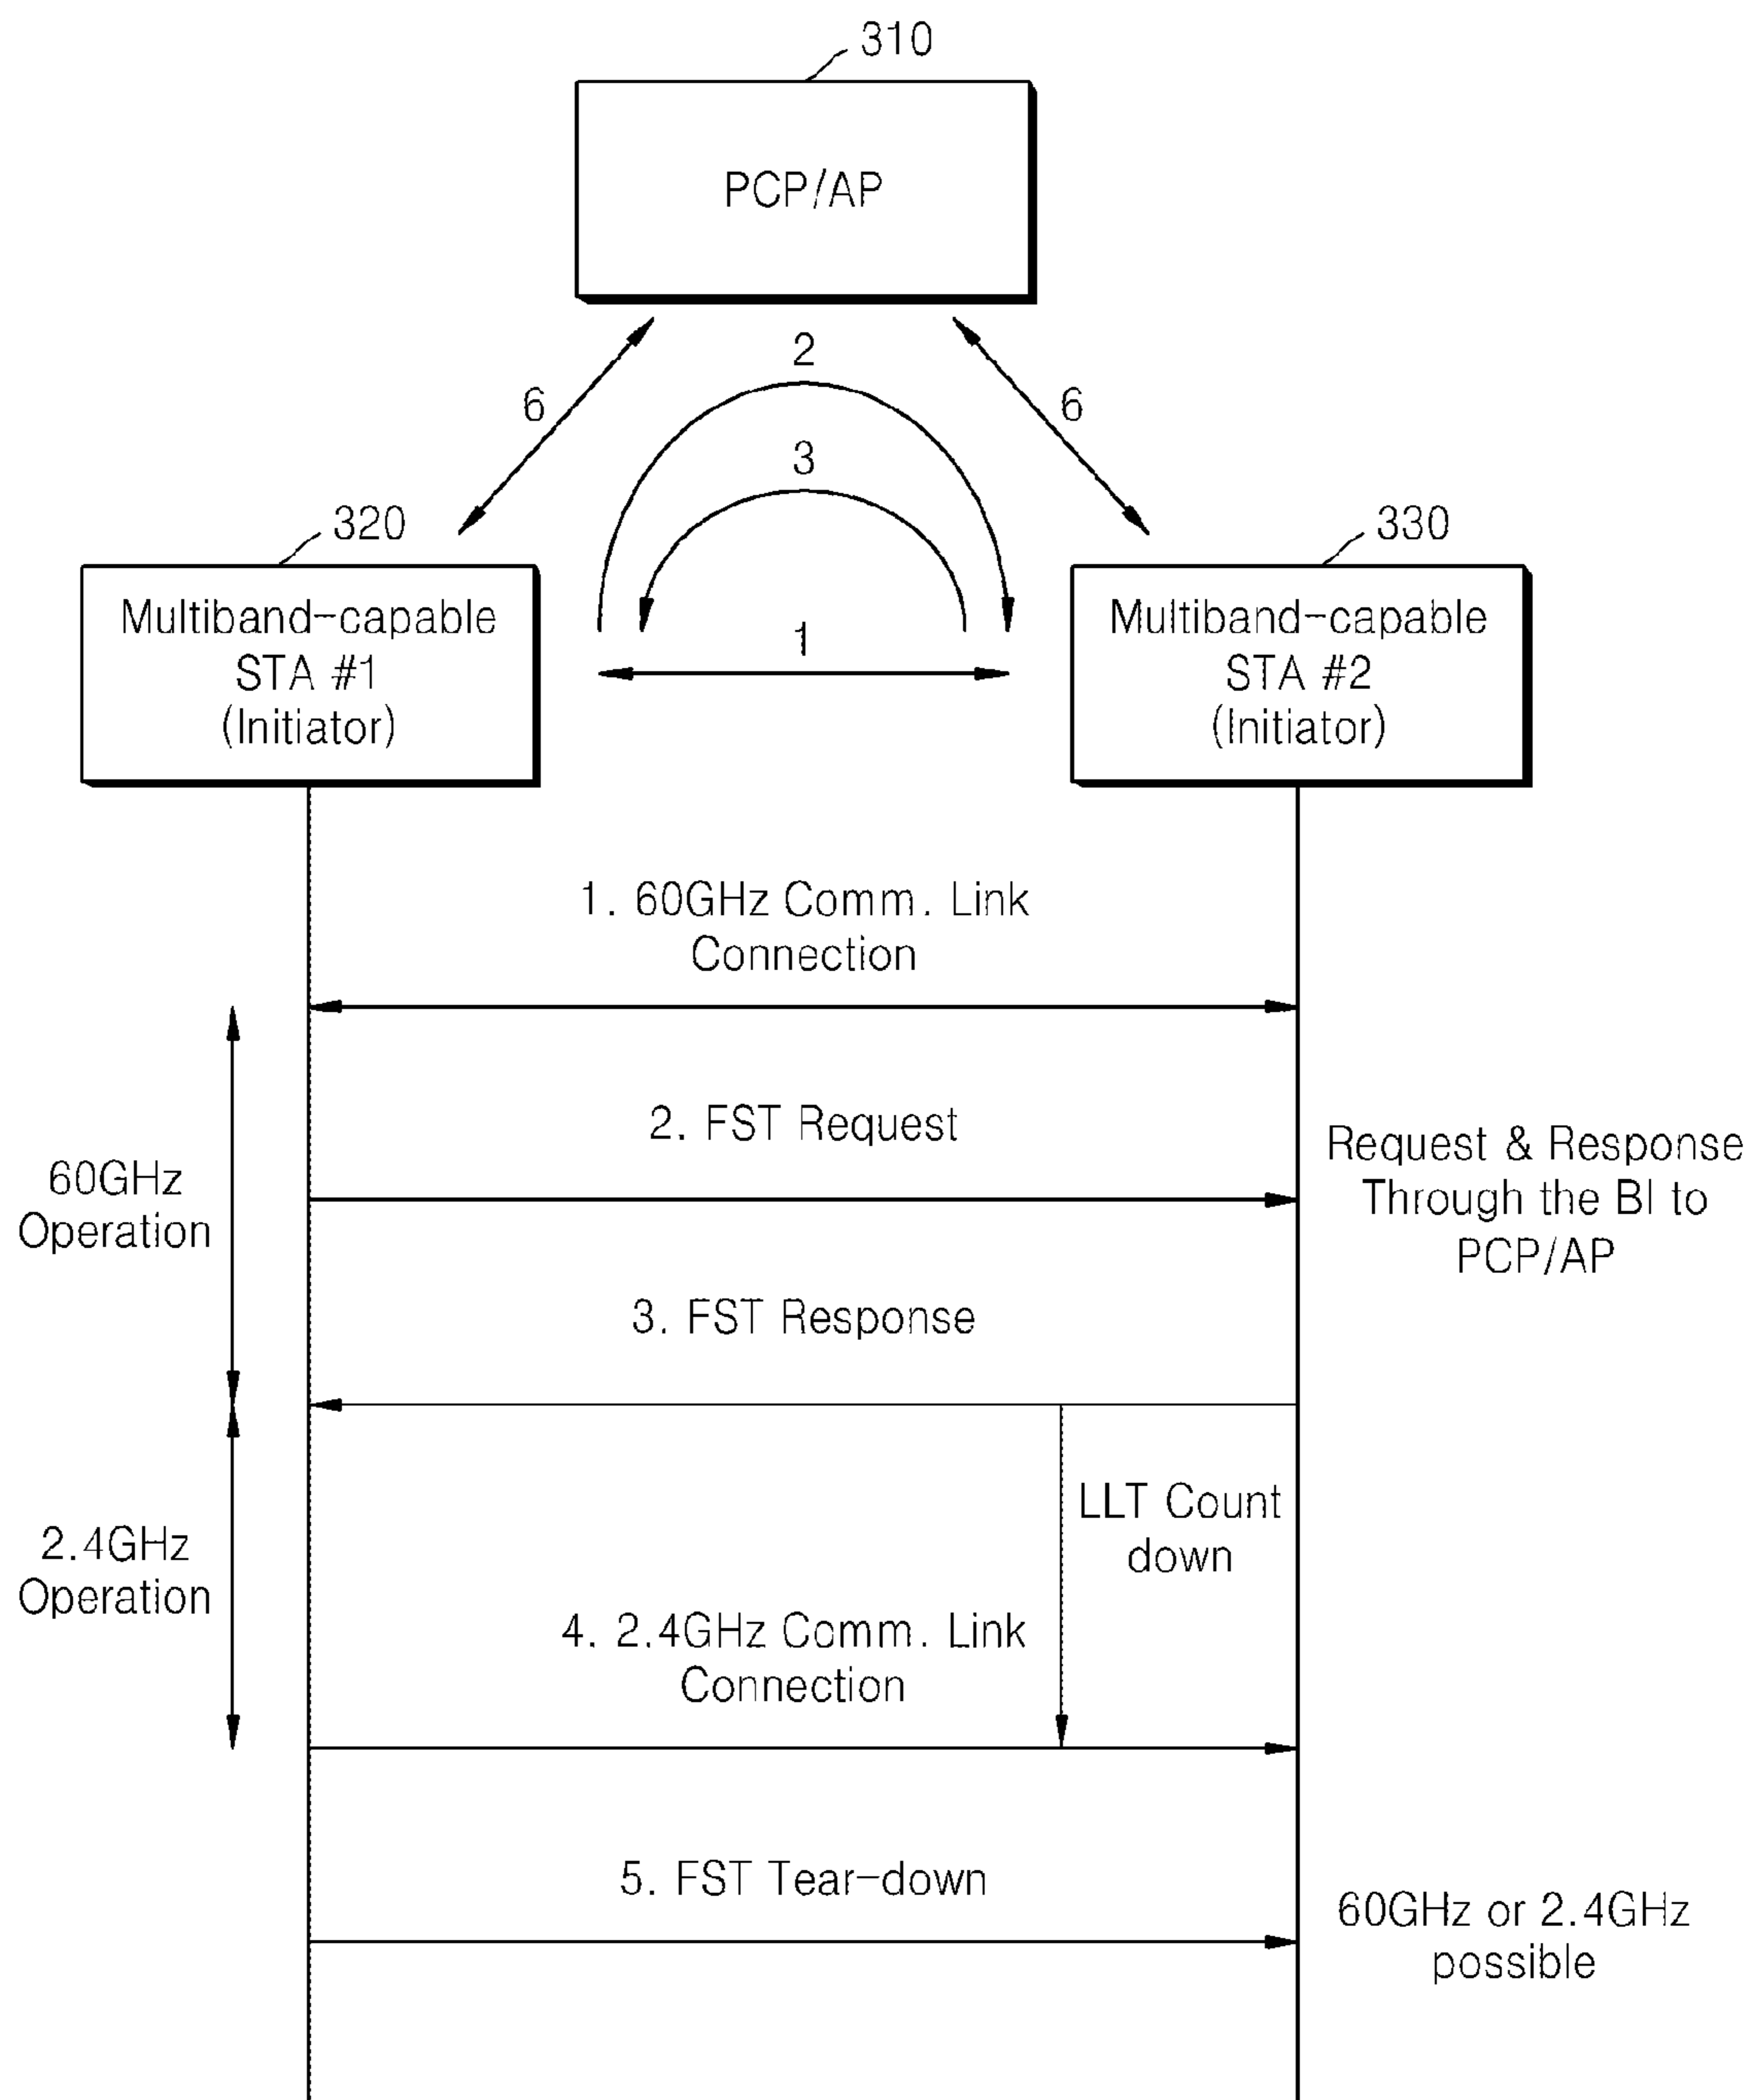 310
PCP/AP
2
6
6
3
320
330
Multiband-capable
STA #1
(Initiator)
1
Multiband-capable
STA #2
(Initiator)
1. 60GHz Comm. Link
Connection
2. FST Request
60GHz
Operation
Request & Response
Through the BI to
PCP/AP
3. FST Response
LLT Count
down
2.4GHz
Operation
4. 2.4GHz Comm. Link
Connection
5. FST Tear-down
60GHz or 2.4GHz
possible